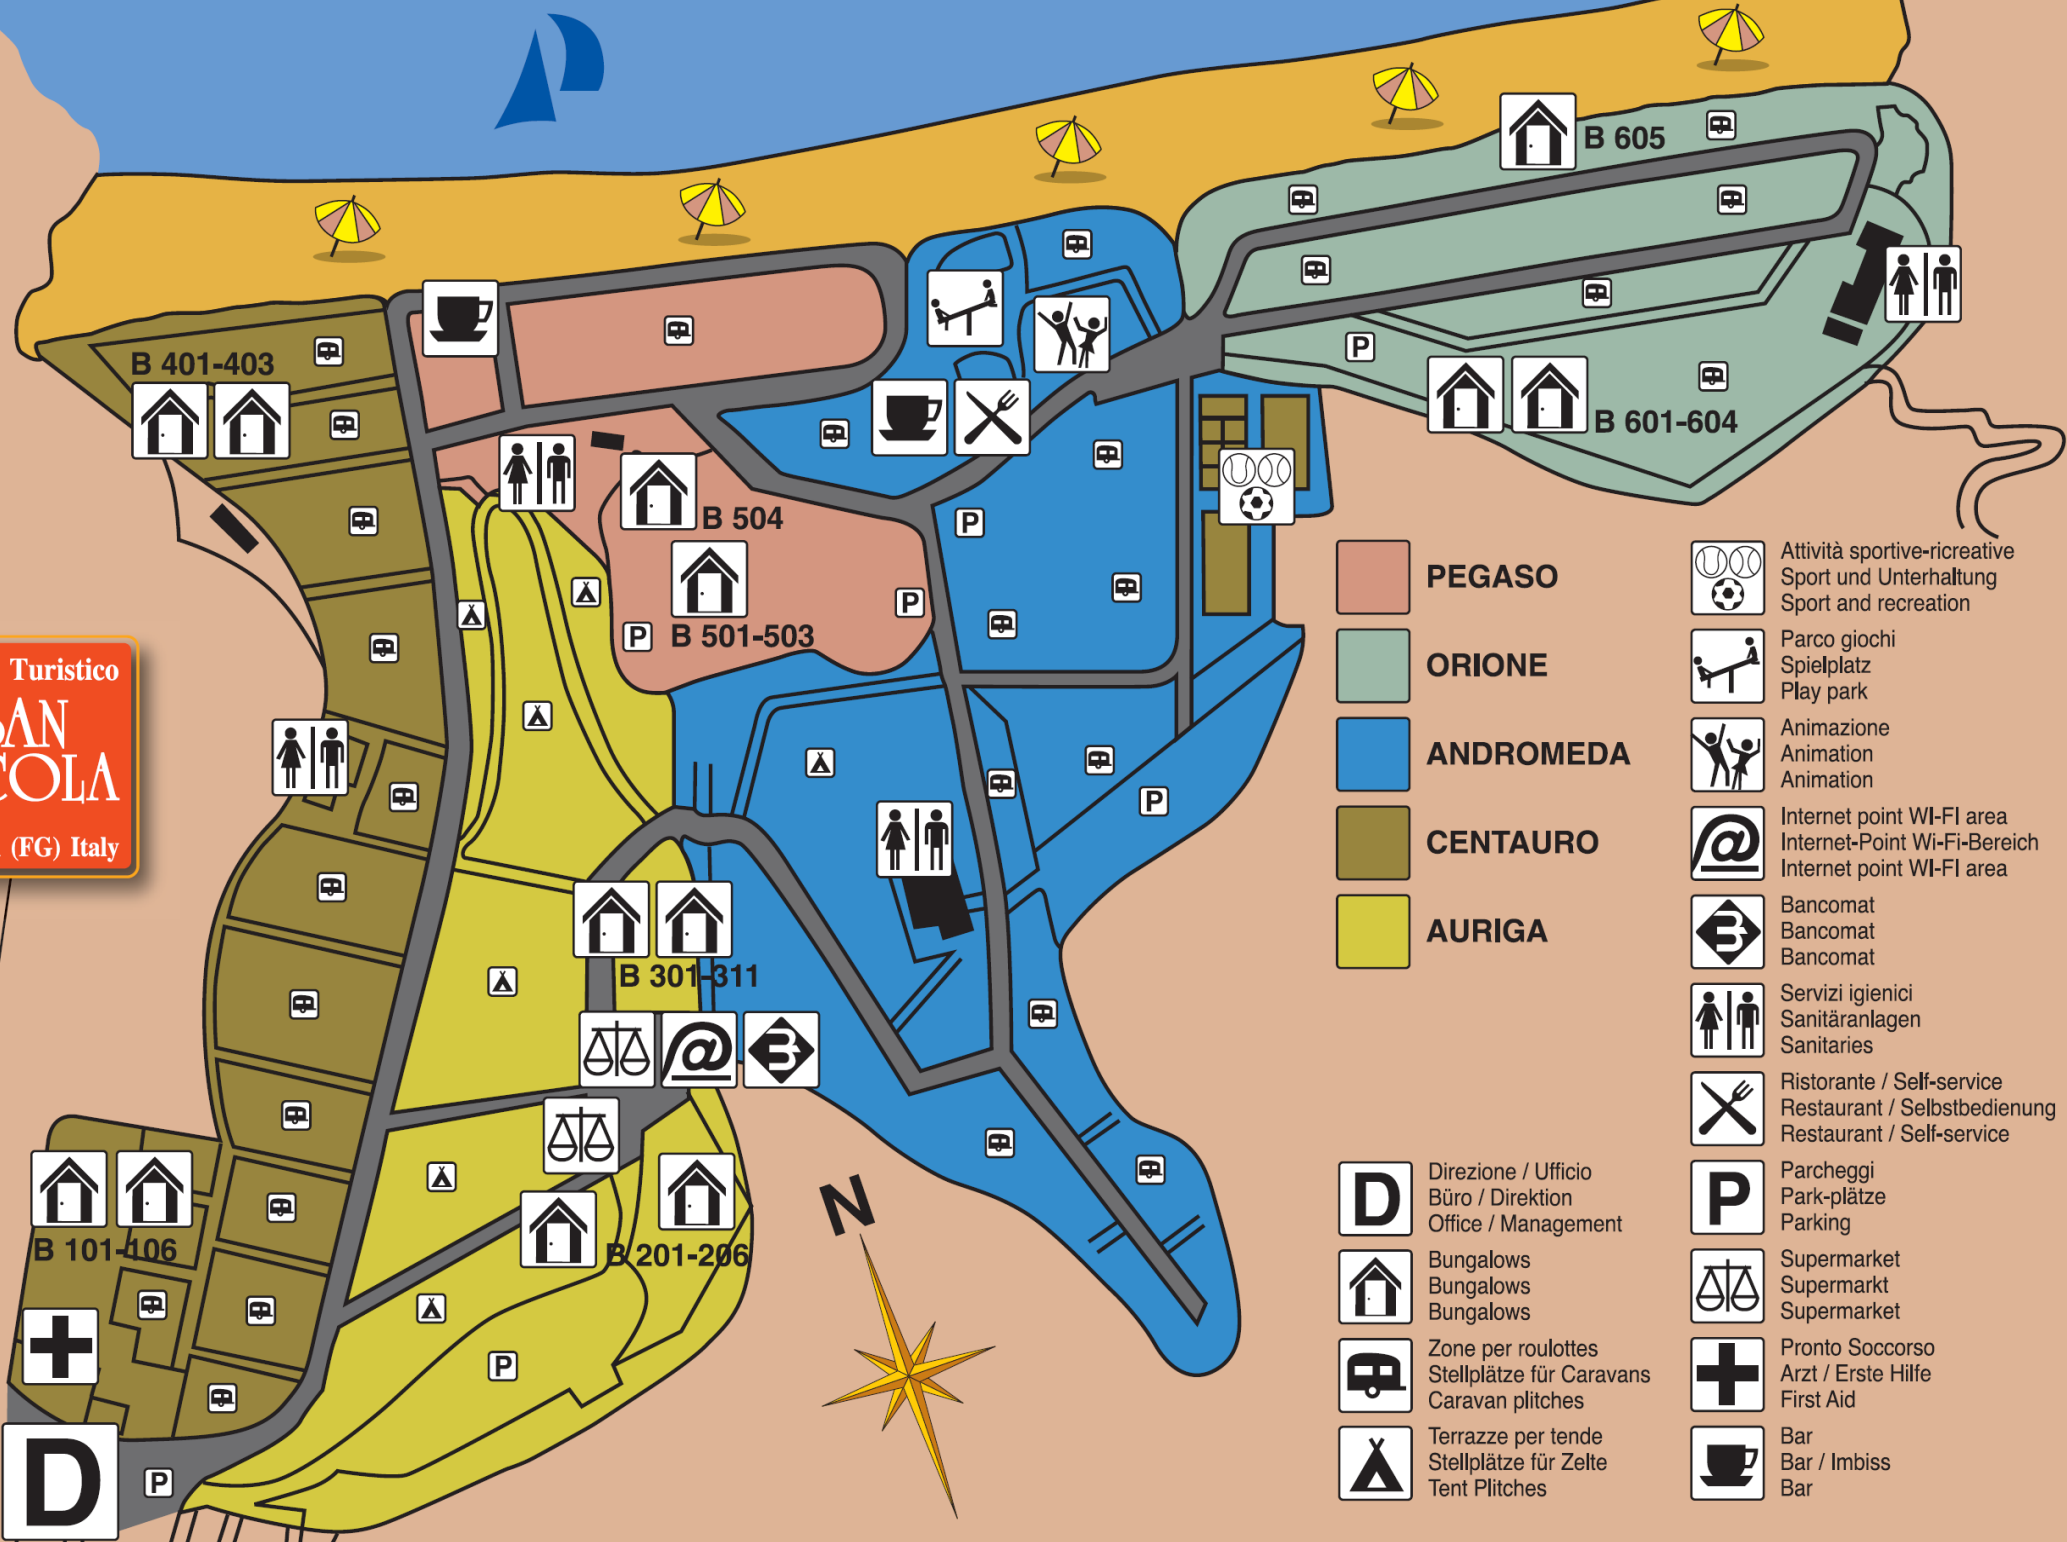 B 605
B 401-403
B 601-604
B 504
B 501-503
P
P
P
P
P
Turistico
AN
COLA
(FG) Italy
B 301-311
B 101-106
B 201-206
P
P
D
N
PEGASO
ORIONE
ANDROMEDA
CENTAURO
AURIGA
D
Direzione / Ufficio
Büro / Direktion
Office / Management
Bungalows
Bungalows
Bungalows
Zone per roulottes
Stellplätze für Caravans
Caravan plitches
Terrazze per tende
Stellplätze für Zelte
Tent Plitches
Attività sportive-ricreative
Sport und Unterhaltung
Sport and recreation
Parco giochi
Spielplatz
Play park
Animazione
Animation
Animation
@
Internet point WI-FI area
Internet-Point Wi-Fi-Bereich
Internet point WI-FI area
Bancomat
Bancomat
Bancomat
Servizi igienici
Sanitäranlagen
Sanitaries
Ristorante / Self-service
Restaurant / Selbstbedienung
Restaurant / Self-service
P
Parcheggi
Park-plätze
Parking
Supermarket
Supermarkt
Supermarket
Pronto Soccorso
Arzt / Erste Hilfe
First Aid
Bar
Bar / Imbiss
Bar